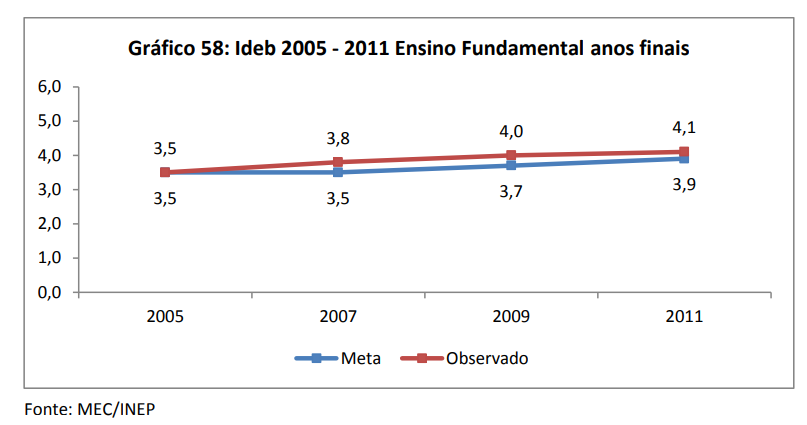 Gráfico 58: Ideb 2005 - 2011 Ensino Fundamental anos finais
6,0
5,0
4,0
3,0
2,0
1,0
0,0
3,5 3,8 4,0 4,1
3,5 3,5 3,7 3,9
2005 2007 2009 2011
Meta Observado
Fonte: MEC/INEP